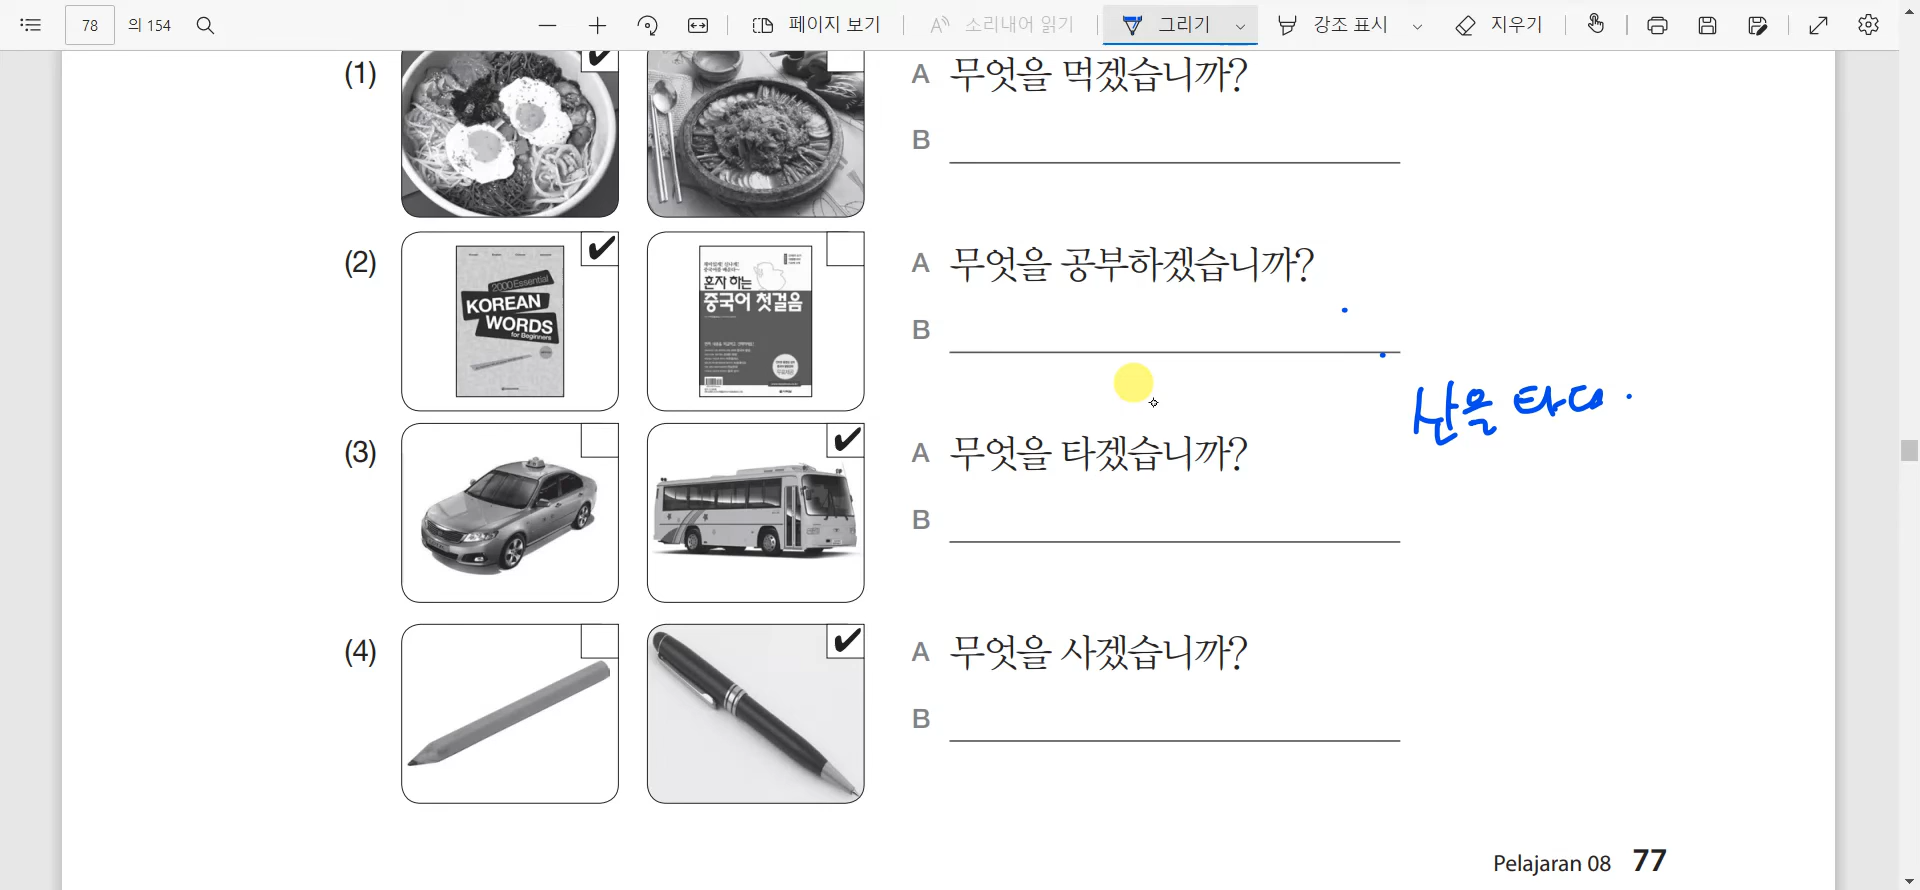 78 의 154 페이지 보기 소리내어 읽기 그리기 강조 표시 지우기
(1)
A 무엇을 먹겠습니까?
B
(2)
2000 Essential
KOREAN
WORDS
for Beginners
혼자 하는
중국어 첫걸음
A 무엇을 공부하겠습니까?
B
산을 타다.
(3)
A 무엇을 타겠습니까?
B
(4)
A 무엇을 사겠습니까?
B
Pelajaran 08 77